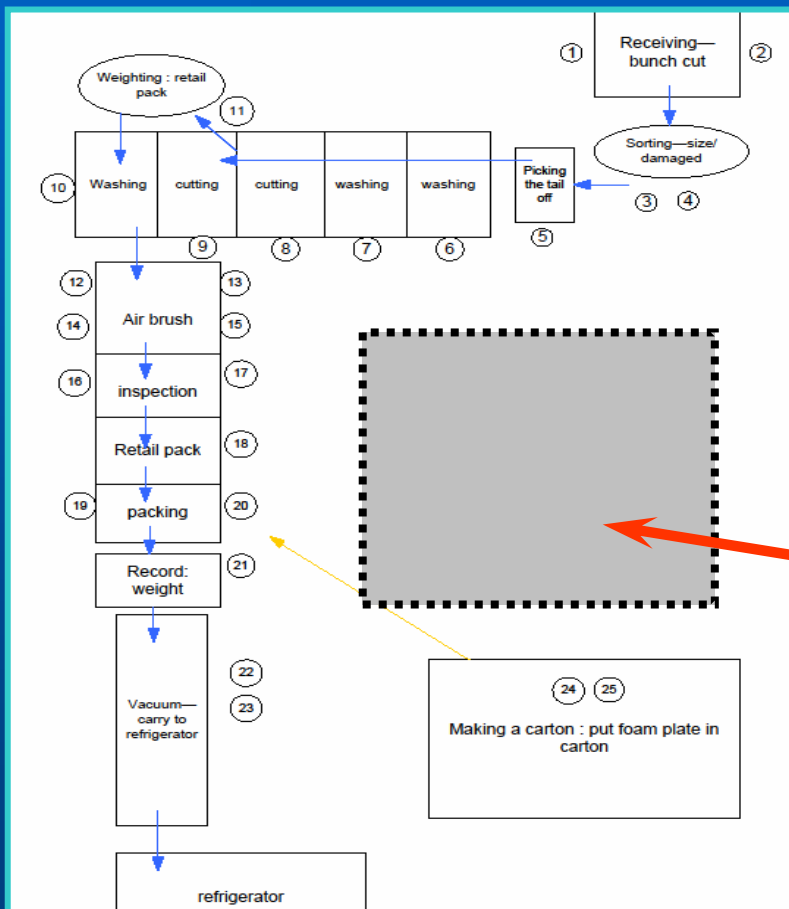 1
Receiving—
bunch cut
2
Weighting : retail
pack
11
Sorting—size/
damaged
3
4
Picking
the tail
off
5
10
Washing
cutting
cutting
washing
washing
9
8
7
6
12
13
Air brush
14
15
16
17
inspection
Retail pack
18
19
packing
20
Record:
weight
21
22
Vacuum—
carry to
refrigerator
23
24
25
Making a carton : put foam plate in
carton
refrigerator